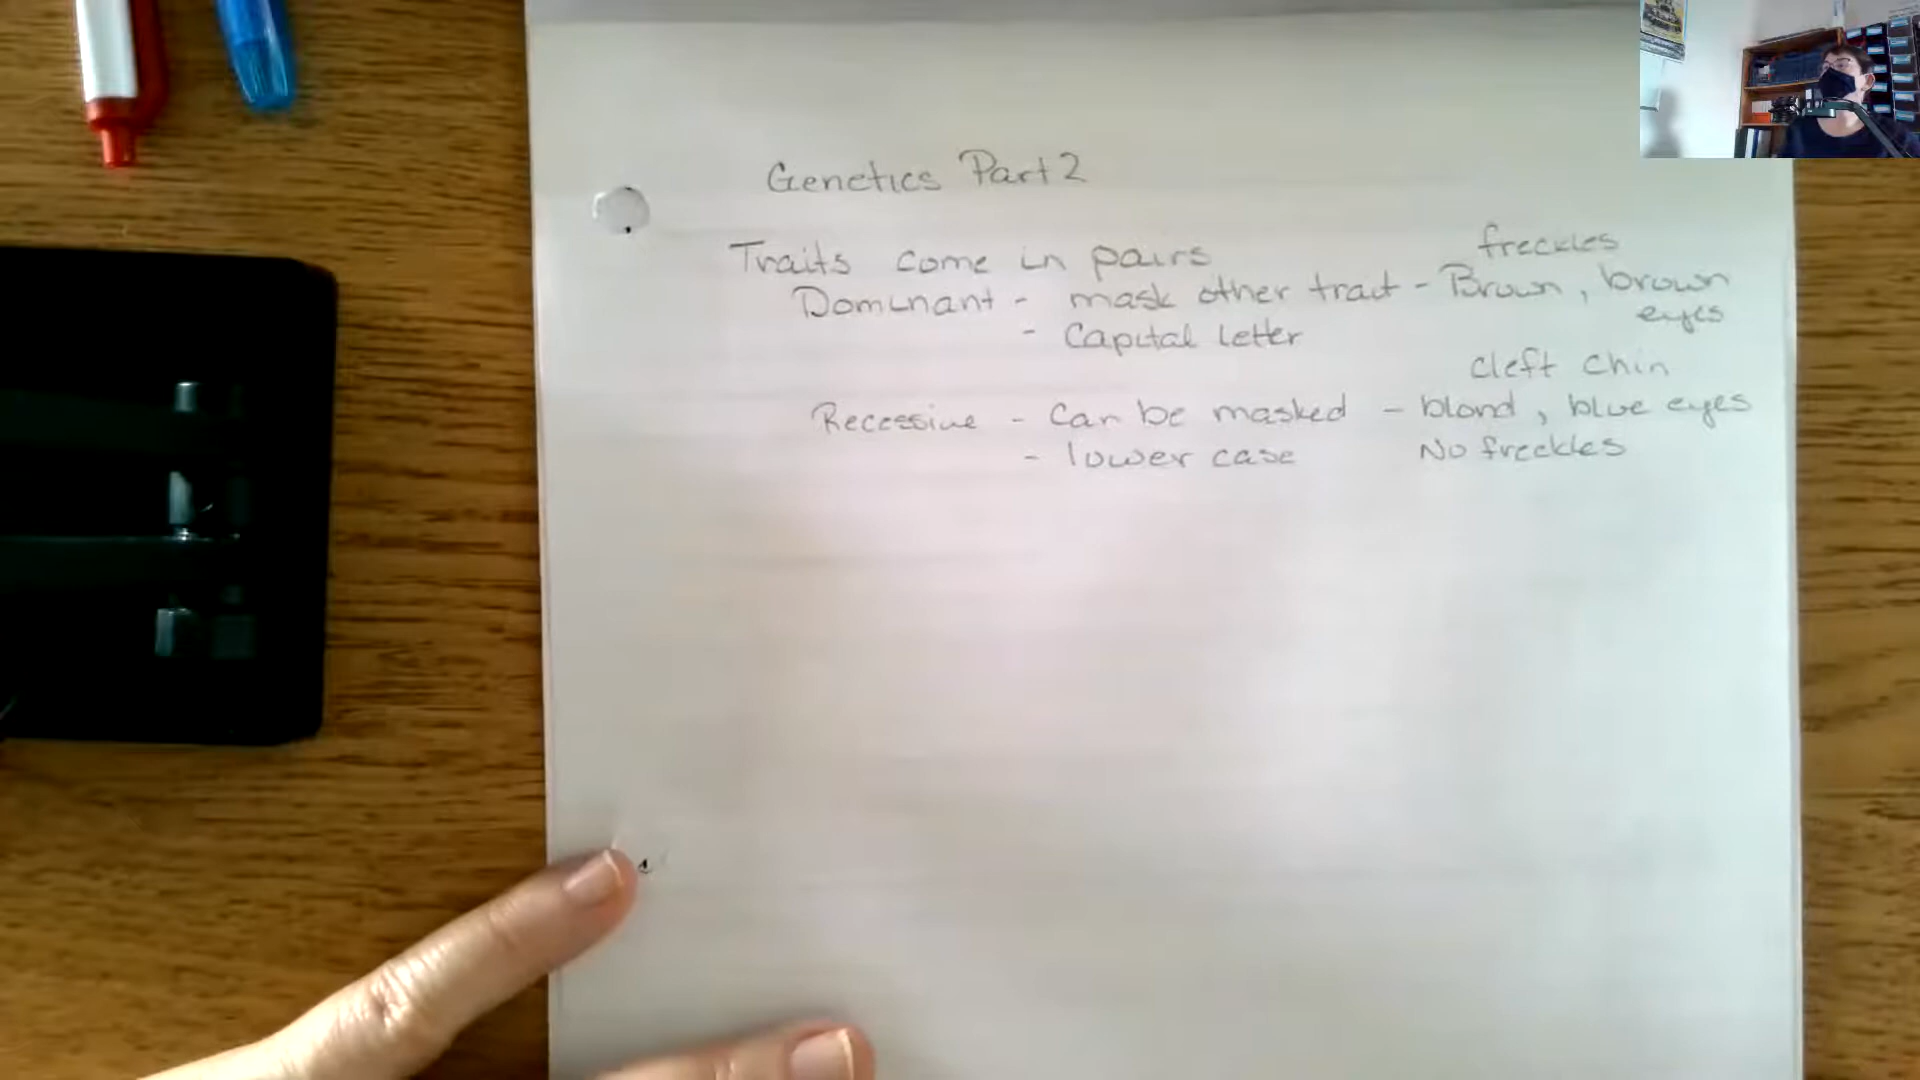 Genetics Part 2
Traits come in pairs
freckles
Dominant - mask other trait - Brown, brown
eyes
- Capital letter
cleft chin
Recessive - Can be masked - blond, blue eyes
- lower case No freckles